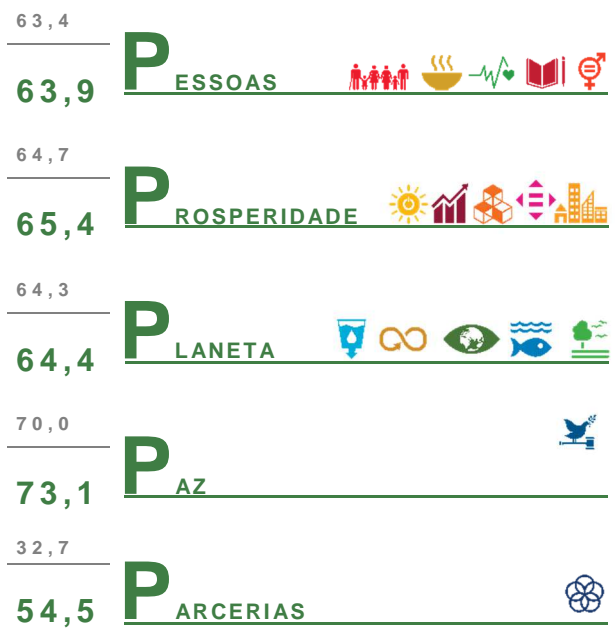 63,4
63,9 PESSOAS
64,7
65,4 PROSPERIDADE
64,3
64,4 PLANETA
70,0
73,1 PAZ
32,7
54,5 PARCERIAS